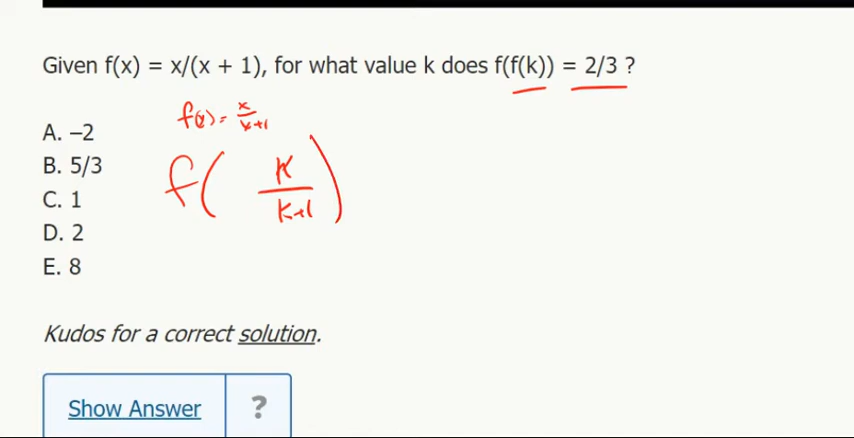 Given f(x) = x/(x + 1), for what value k does f(f(k)) = 2/3 ?
f(x) = x/x+1
A. –2
B. 5/3
f( K/K+1 )
C. 1
D. 2
E. 8
Kudos for a correct solution.
Show Answer ?